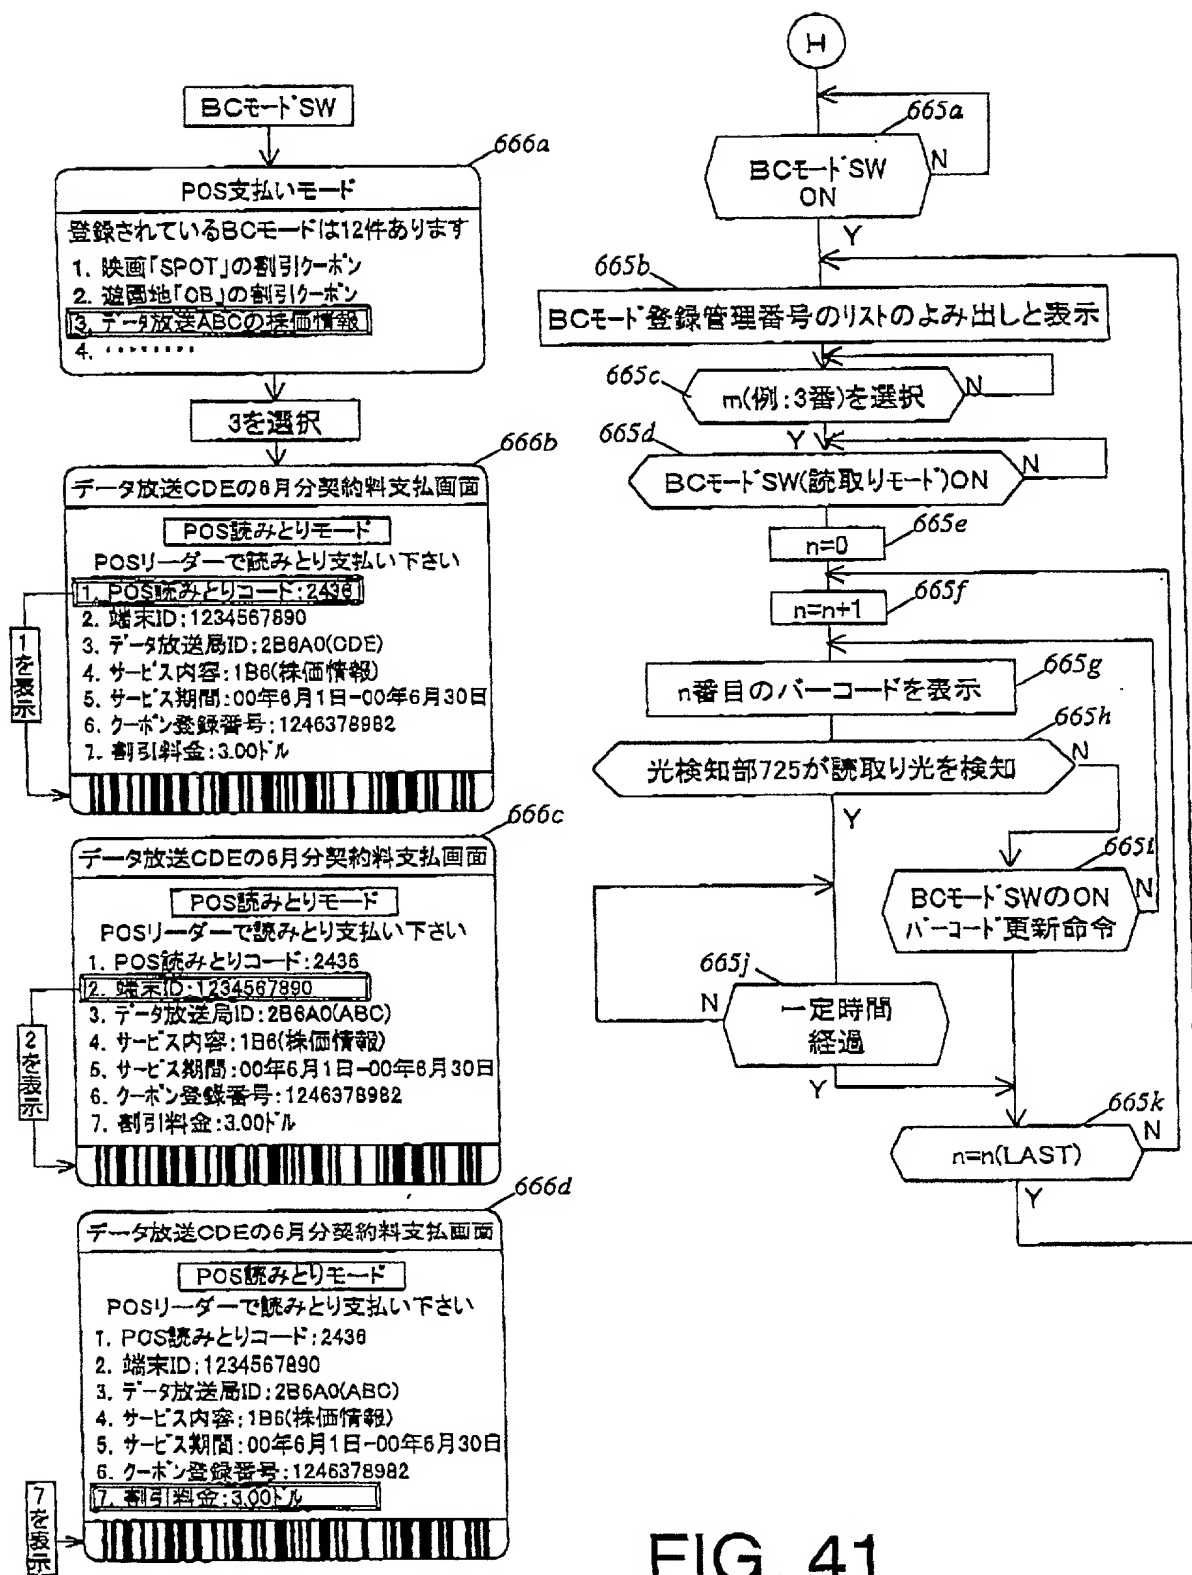 BCモードSW
666a
POS支払いモード
登録されているBCモードは12件あります
1. 映画「SPOT」の割引クーポン
2. 遊園地「OB」の割引クーポン
3. データ放送ABCの株価情報
4. ・・・・・・・・
3を選択
666b
データ放送CDEの6月分契約料支払画面
POS読みとりモード
POSリーダーで読みとり支払い下さい
1. POS読みとりコード:2436
2. 端末ID:1234567890
3. データ放送局ID:2B6A0(CDE)
4. サービス内容:1B6(株価情報)
5. サービス期間:00年6月1日-00年6月30日
6. クーポン登録番号:1246378982
7. 割引料金:3.00ドル
1を表示
666c
データ放送CDEの6月分契約料支払画面
POS読みとりモード
POSリーダーで読みとり支払い下さい
1. POS読みとりコード:2436
2. 端末ID:1234567890
3. データ放送局ID:2B6A0(ABC)
4. サービス内容:1B6(株価情報)
5. サービス期間:00年6月1日-00年6月30日
6. クーポン登録番号:1246378982
7. 割引料金:3.00ドル
2を表示
666d
データ放送CDEの6月分契約料支払画面
POS読みとりモード
POSリーダーで読みとり支払い下さい
1. POS読みとりコード:2436
2. 端末ID:1234567890
3. データ放送局ID:2B6A0(ABC)
4. サービス内容:1B6(株価情報)
5. サービス期間:00年6月1日-00年6月30日
6. クーポン登録番号:1246378982
7. 割引料金:3.00ドル
7を表示
H
665a
BCモードSW
ON
N
Y
665b
BCモード登録管理番号のリストのよみ出しと表示
665c
m(例:3番)を選択
N
Y
665d
BCモードSW(読取りモード)ON
N
665e
n=0
665f
n=n+1
665g
n番目のバーコードを表示
665h
光検知部725が読取り光を検知
N
Y
665i
BCモードSWのON
バーコード更新命令
N
665j
一定時間
経過
N
Y
Y
665k
n=n(LAST)
N
Y
FIG. 41